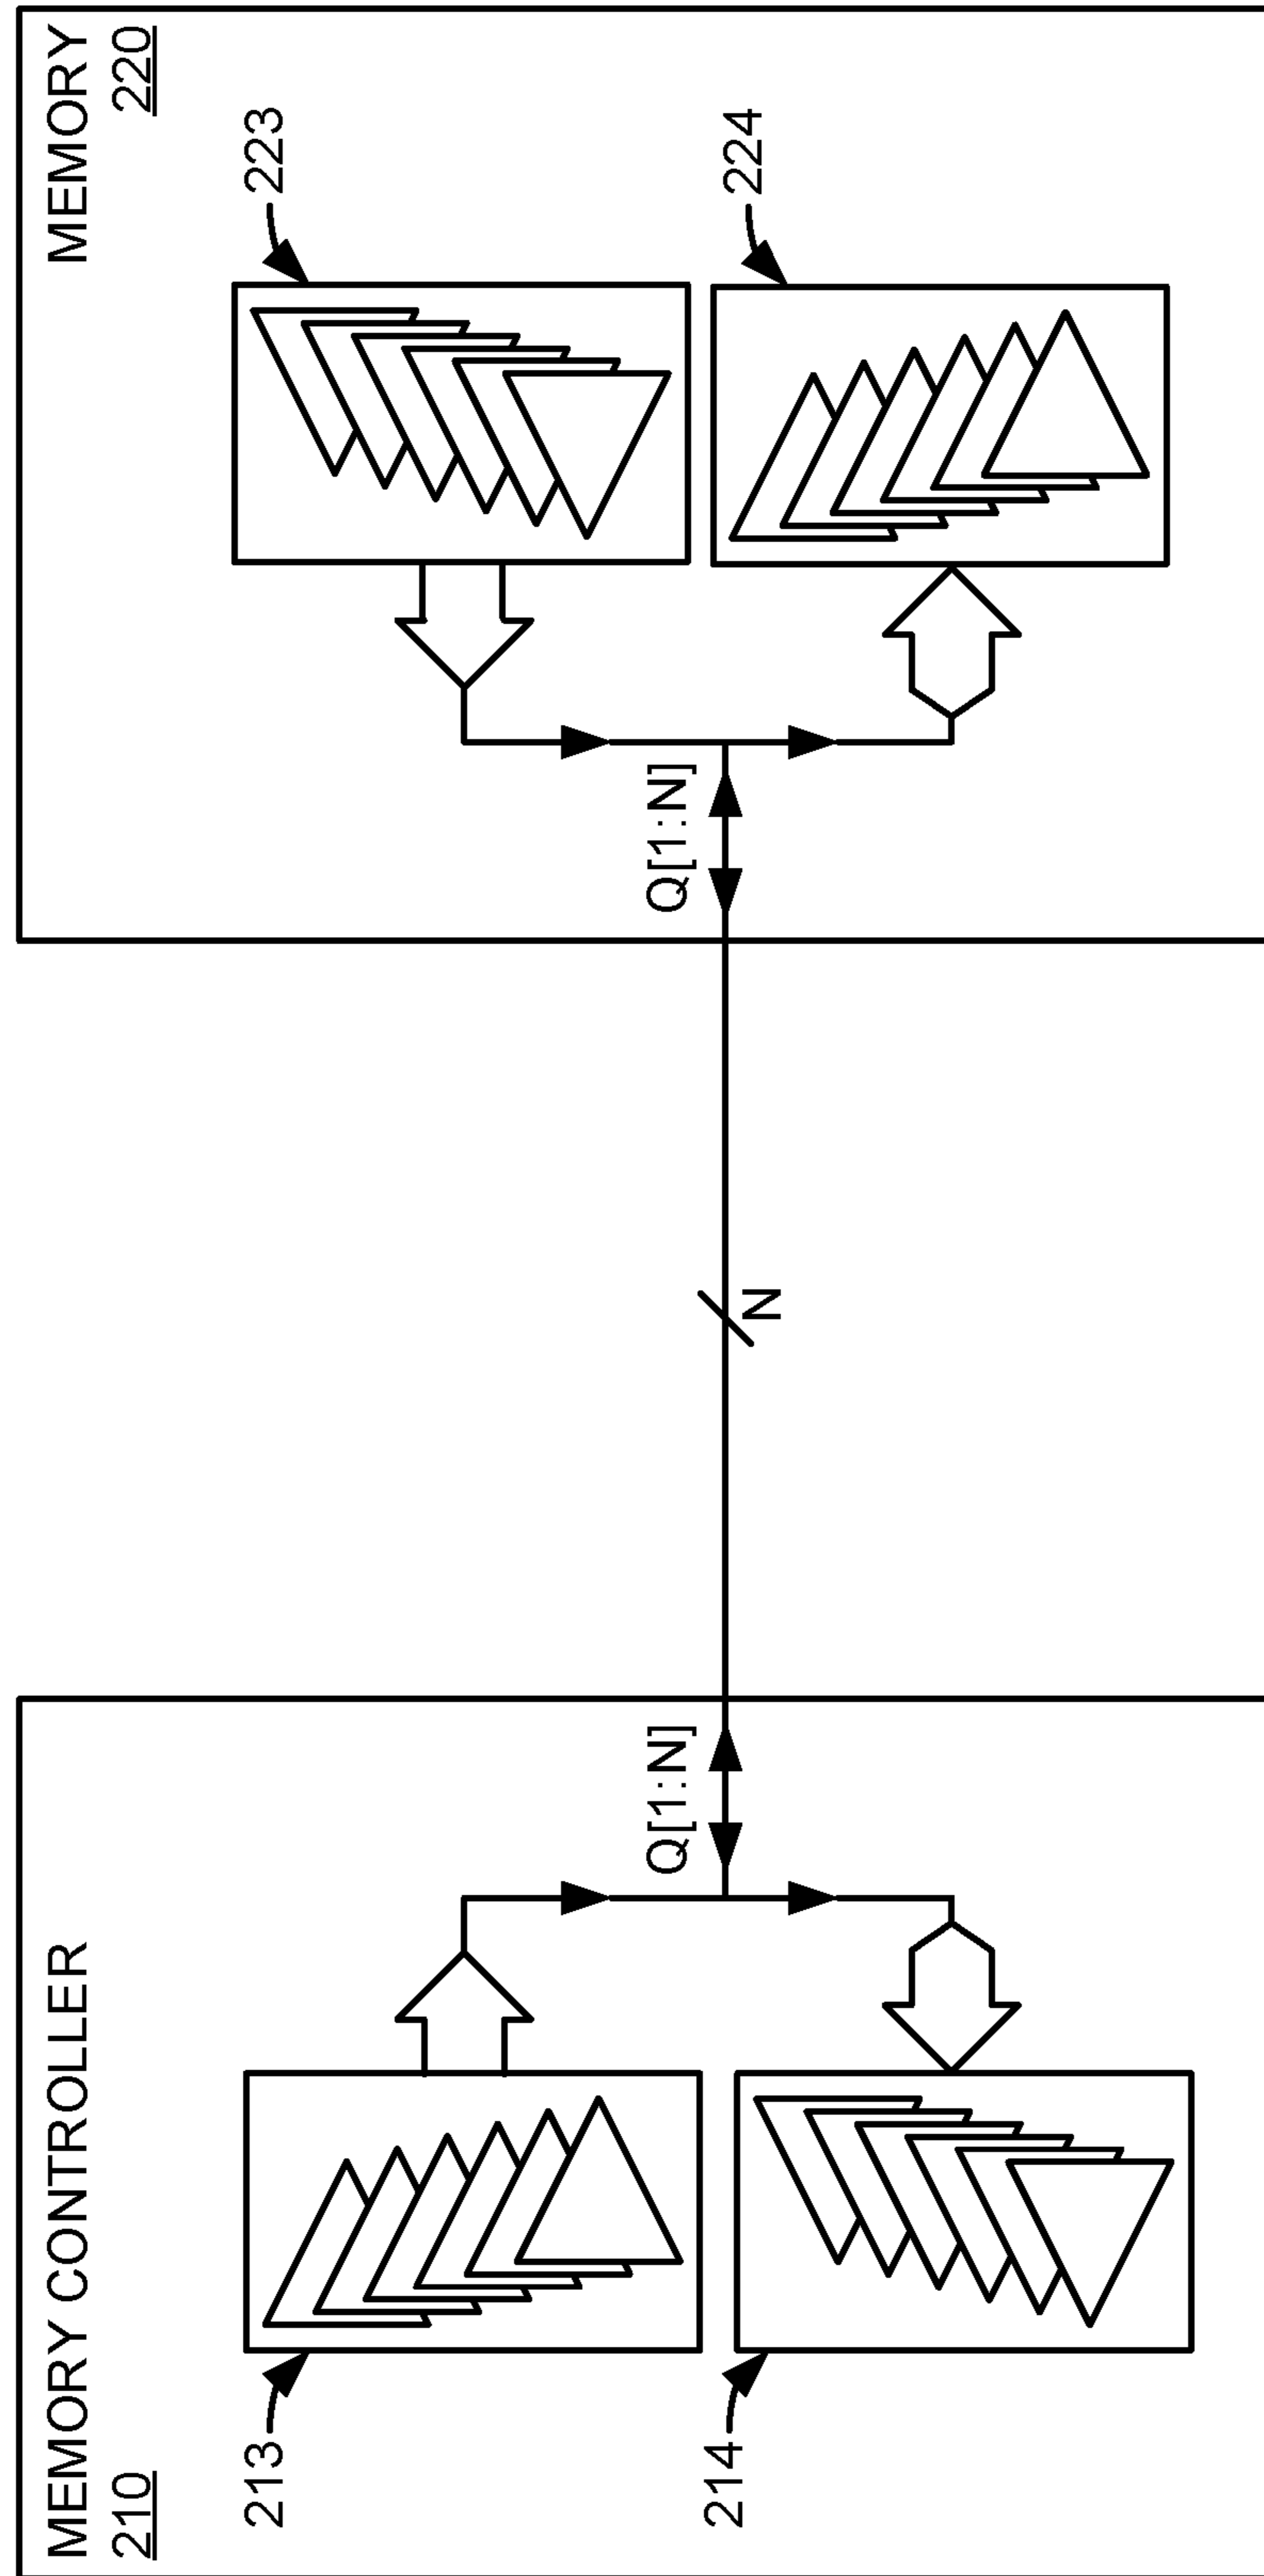 MEMORY CONTROLLER
210
213
214
Q[1:N]
N
Q[1:N]
MEMORY
220
223
224